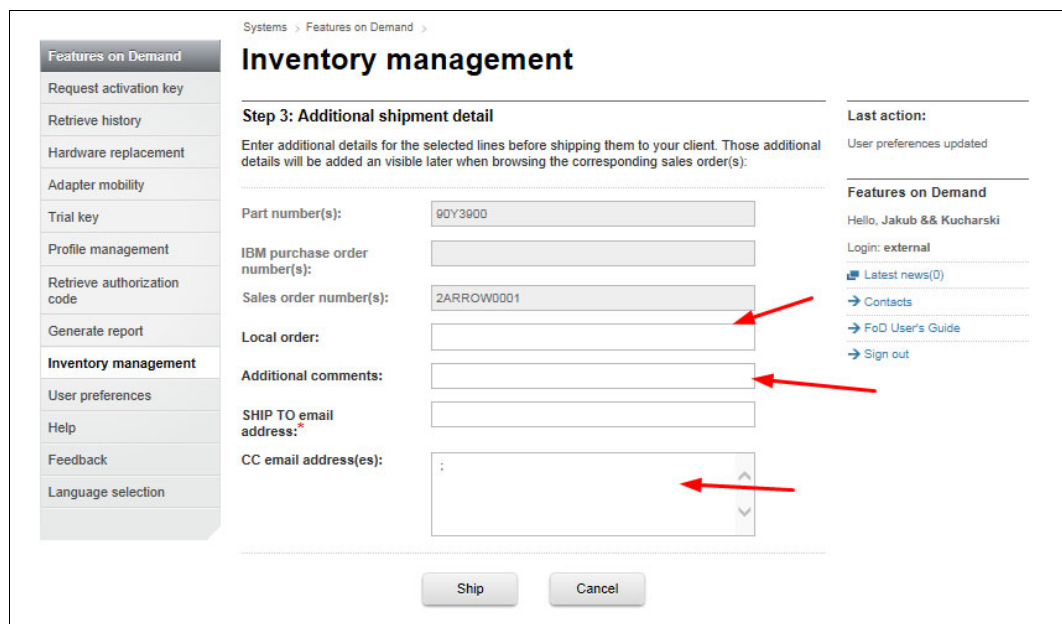 Systems > Features on Demand >
Inventory management
Features on Demand
Request activation key
Retrieve history
Hardware replacement
Adapter mobility
Trial key
Profile management
Retrieve authorization
code
Generate report
Inventory management
User preferences
Help
Feedback
Language selection
Step 3: Additional shipment detail
Enter additional details for the selected lines before shipping them to your client. Those additional
details will be added an visible later when browsing the corresponding sales order(s):
Part number(s):
90Y3900
IBM purchase order
number(s):
Sales order number(s):
2ARROW0001
Local order:
Additional comments:
SHIP TO email
address:*
CC email address(es):
;
Ship
Cancel
Last action:
User preferences updated
Features on Demand
Hello, Jakub && Kucharski
Login: external
Latest news(0)
Contacts
FoD User's Guide
Sign out